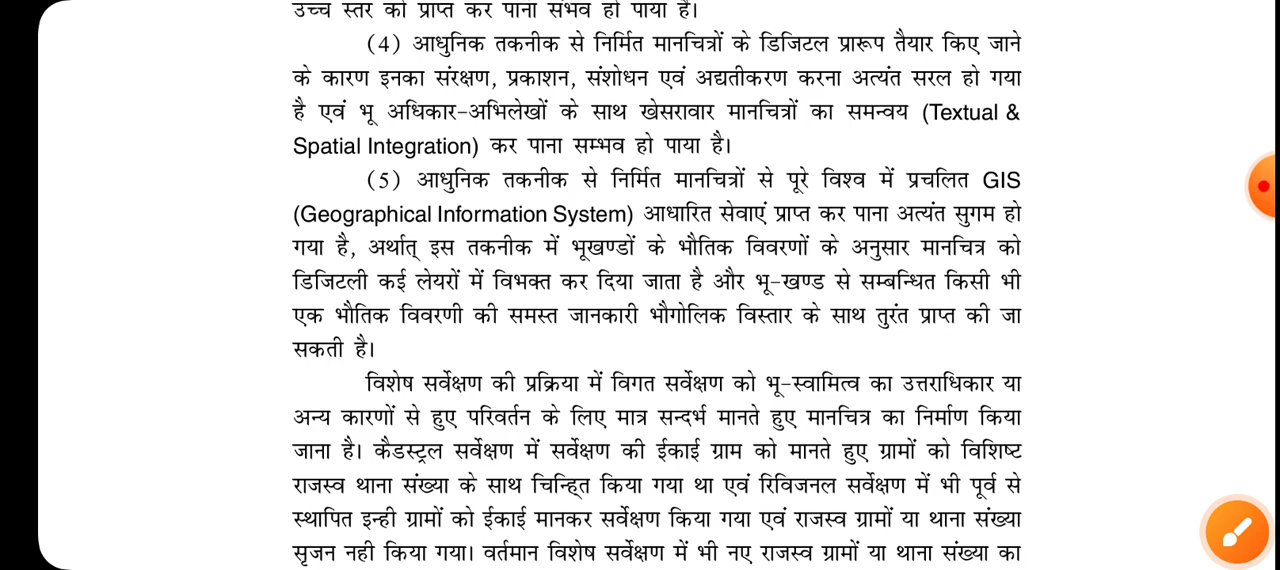 उच्च स्तर को प्राप्त कर पाना संभव हो पाया है।
(4) आधुनिक तकनीक से निर्मित मानचित्रों के डिजिटल प्रारूप तैयार किए जाने
के कारण इनका संरक्षण, प्रकाशन, संशोधन एवं अद्यतीकरण करना अत्यंत सरल हो गया
है एवं भू अधिकार-अभिलेखों के साथ खेसरावार मानचित्रों का समन्वय (Textual &
Spatial Integration) कर पाना सम्भव हो पाया है।
(5) आधुनिक तकनीक से निर्मित मानचित्रों से पूरे विश्व में प्रचलित GIS
(Geographical Information System) आधारित सेवाएं प्राप्त कर पाना अत्यंत सुगम हो
गया है, अर्थात् इस तकनीक में भूखण्डों के भौतिक विवरणों के अनुसार मानचित्र को
डिजिटली कई लेयरों में विभक्त कर दिया जाता है और भू-खण्ड से सम्बन्धित किसी भी
एक भौतिक विवरणी की समस्त जानकारी भौगोलिक विस्तार के साथ तुरंत प्राप्त की जा
सकती है।
विशेष सर्वेक्षण की प्रक्रिया में विगत सर्वेक्षण को भू-स्वामित्व का उत्तराधिकार या
अन्य कारणों से हुए परिवर्तन के लिए मात्र सन्दर्भ मानते हुए मानचित्र का निर्माण किया
जाना है। कैडस्ट्रल सर्वेक्षण में सर्वेक्षण की ईकाई ग्राम को मानते हुए ग्रामों को विशिष्ट
राजस्व थाना संख्या के साथ चिन्हित किया गया था एवं रिविजनल सर्वेक्षण में भी पूर्व से
स्थापित इन्ही ग्रामों को ईकाई मानकर सर्वेक्षण किया गया एवं राजस्व ग्रामों या थाना संख्या
सृजन नही किया गया। वर्तमान विशेष सर्वेक्षण में भी नए राजस्व ग्रामों या थाना संख्या का